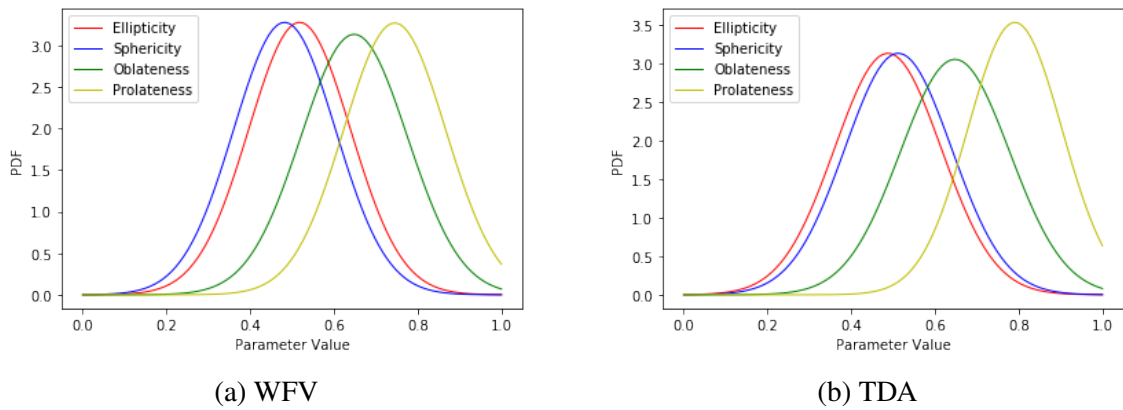 Ellipticity
Sphericity
Oblateness
Prolateness
3.0
2.5
2.0
1.5
1.0
0.5
0.0
PDF
0.0 0.2 0.4 0.6 0.8 1.0
Parameter Value
(a) WFV
Ellipticity
Sphericity
Oblateness
Prolateness
3.5
3.0
2.5
2.0
1.5
1.0
0.5
0.0
PDF
0.0 0.2 0.4 0.6 0.8 1.0
Parameter Value
(b) TDA